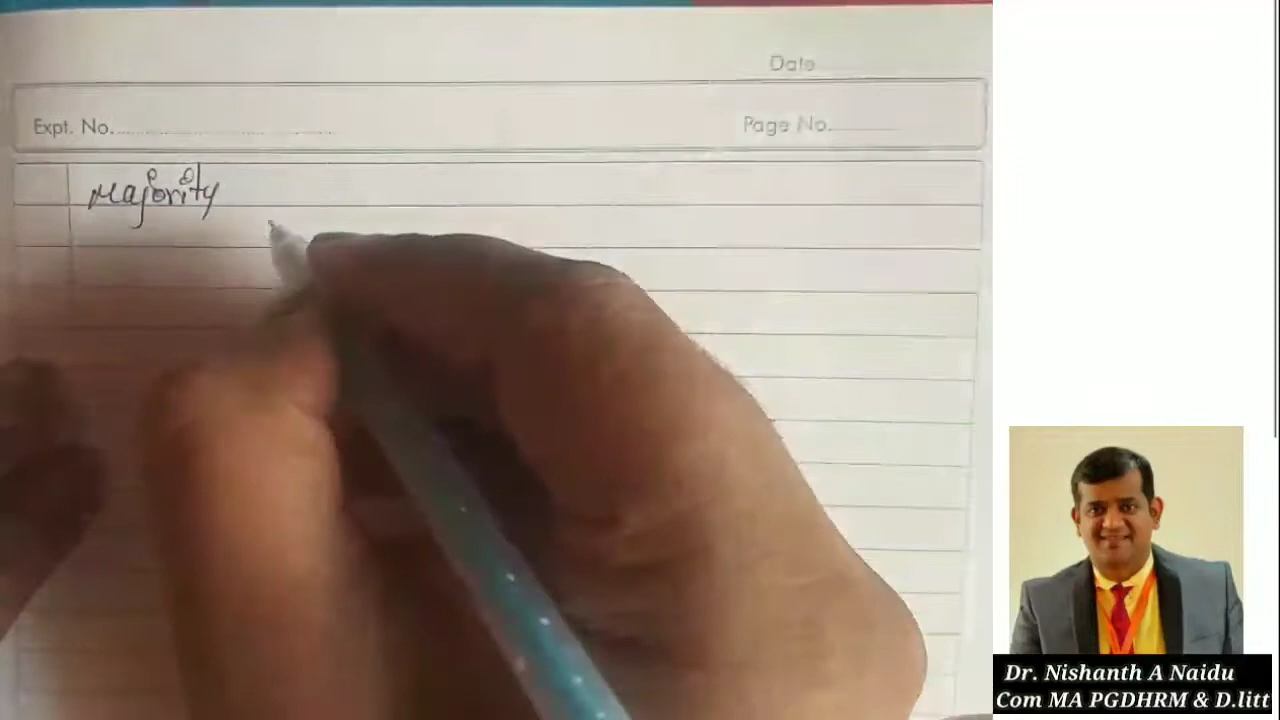 Date
Expt. No.
Page No.
Majority
Dr. Nishanth A Naidu
Com MA PGDHRM & D.litt